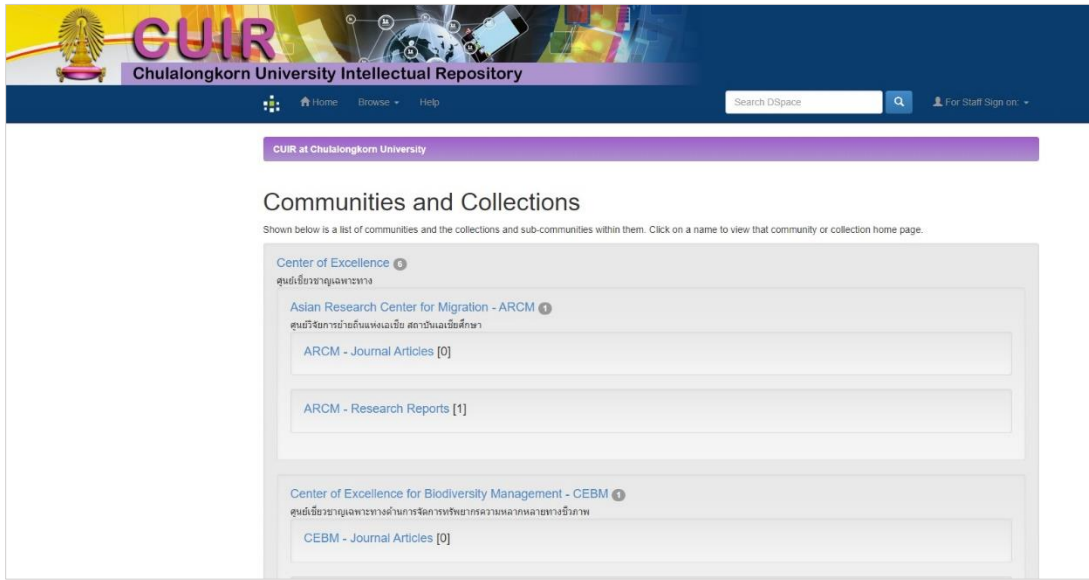 CUIR
Chulalongkorn University Intellectual Repository
Home Browse Help Search DSpace For Staff Sign on:
CUIR at Chulalongkorn University
Communities and Collections
Shown below is a list of communities and the collections and sub-communities within them. Click on a name to view that community or collection home page.
Center of Excellence 6
ศูนย์เชี่ยวชาญเฉพาะทาง
Asian Research Center for Migration - ARCM 1
ศูนย์วิจัยการย้ายถิ่นแห่งเอเชีย สถาบันเอเชียศึกษา
ARCM - Journal Articles [0]
ARCM - Research Reports [1]
Center of Excellence for Biodiversity Management - CEBM 1
ศูนย์เชี่ยวชาญเฉพาะทางด้านการจัดการทรัพยากรความหลากหลายทางชีวภาพ
CEBM - Journal Articles [0]